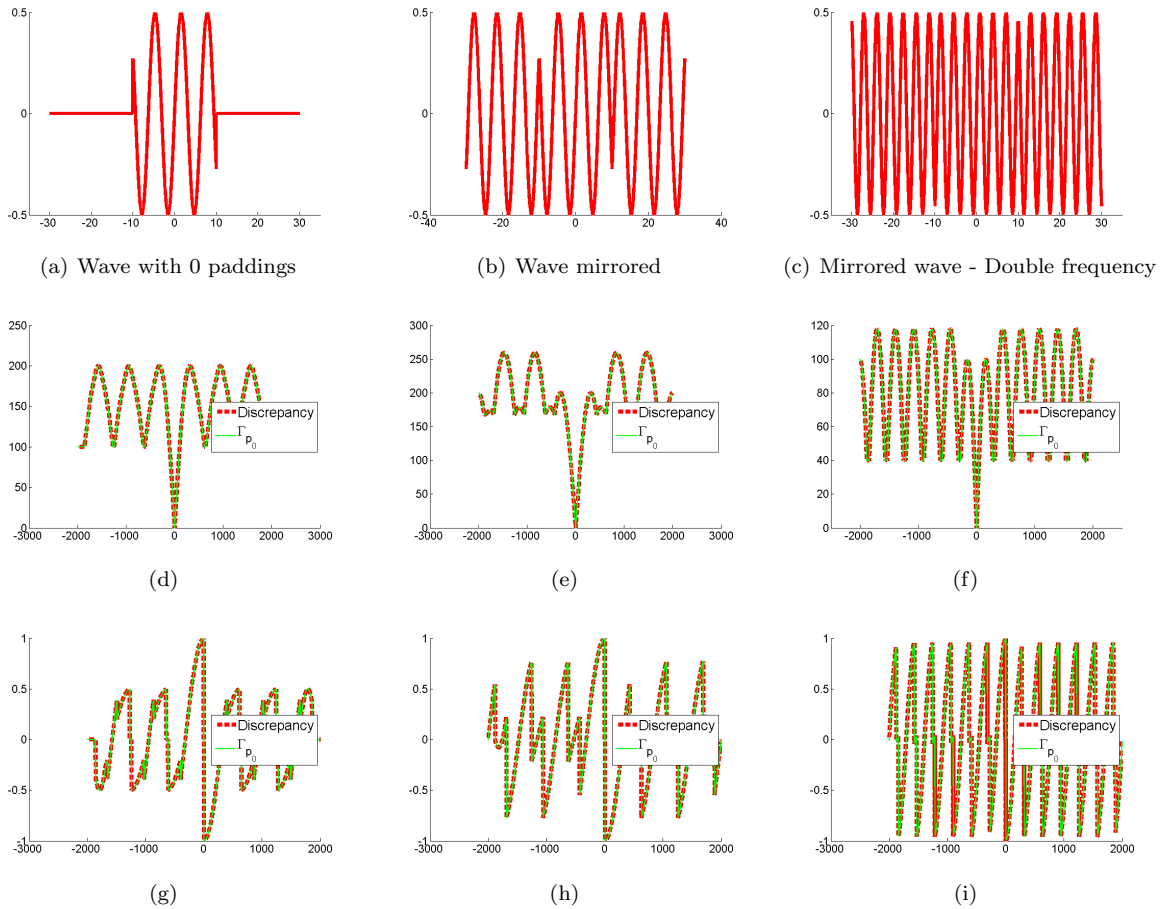 0.5
0
-0.5
-30 -20 -10 0 10 20 30
(a) Wave with 0 paddings
0.5
0
-0.5
-40 -20 0 20 40
(b) Wave mirrored
0.5
0
-0.5
-30 -20 -10 0 10 20 30
(c) Mirrored wave - Double frequency
250
200
150
100
50
0
-3000 -2000 -1000 0 1000 2000 3000
Discrepancy
Γp0
(d)
300
250
200
150
100
50
0
-3000 -2000 -1000 0 1000 2000 3000
Discrepancy
Γp0
(e)
120
100
80
60
40
20
0
-2000 -1000 0 1000 2000
Discrepancy
Γp0
(f)
1
0.5
0
-0.5
-1
-3000 -2000 -1000 0 1000 2000 3000
Discrepancy
Γp0
(g)
1
0.5
0
-0.5
-1
-3000 -2000 -1000 0 1000 2000 3000
Discrepancy
Γp0
(h)
1
0.5
0
-0.5
-1
-3000 -2000 -1000 0 1000 2000
Discrepancy
Γp0
(i)